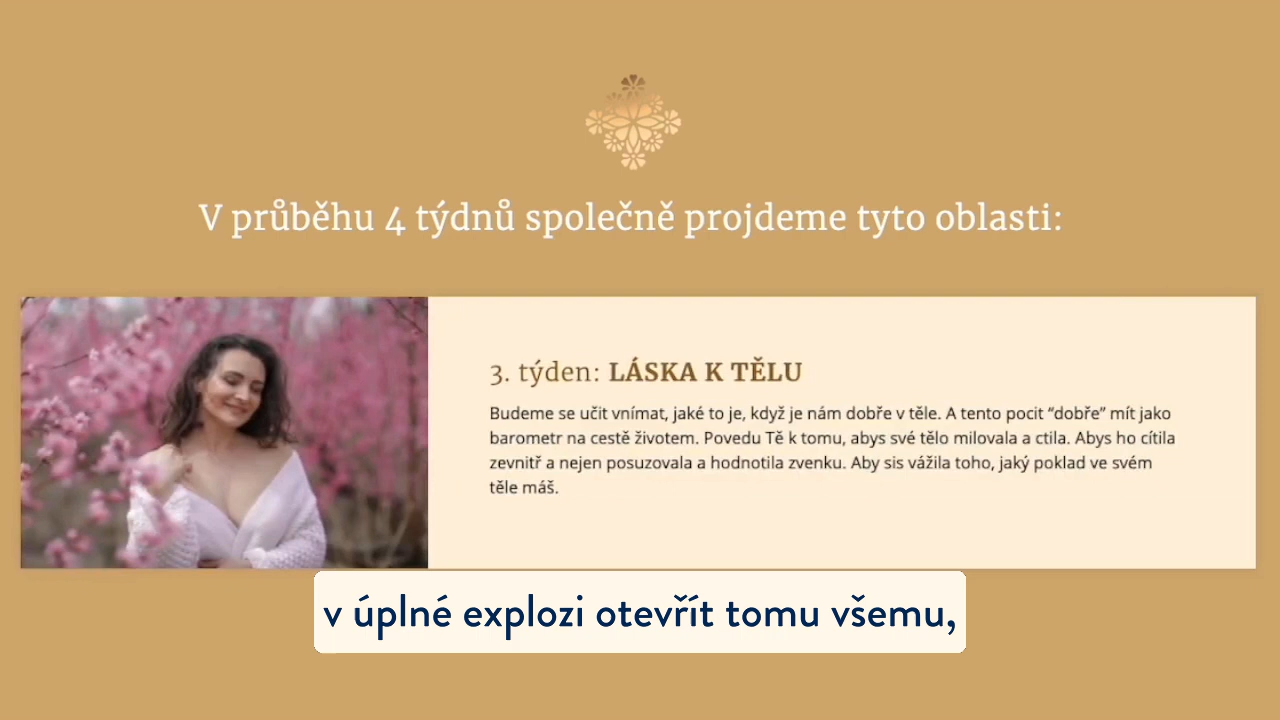 V průběhu 4 týdnů společně projdeme tyto oblasti:
3. týden: LÁSKA K TĚLU
Budeme se učit vnímat, jaké to je, když je nám dobře v těle. A tento pocit “dobře” mít jako
barometr na cestě životem. Povedu Tě k tomu, abys své tělo milovala a ctila. Abys ho cítila
zevnitř a nejen posuzovala a hodnotila zvenku. Aby sis vážila toho, jaký poklad ve svém
těle máš.
v úplné explozi otevřít tomu všemu,